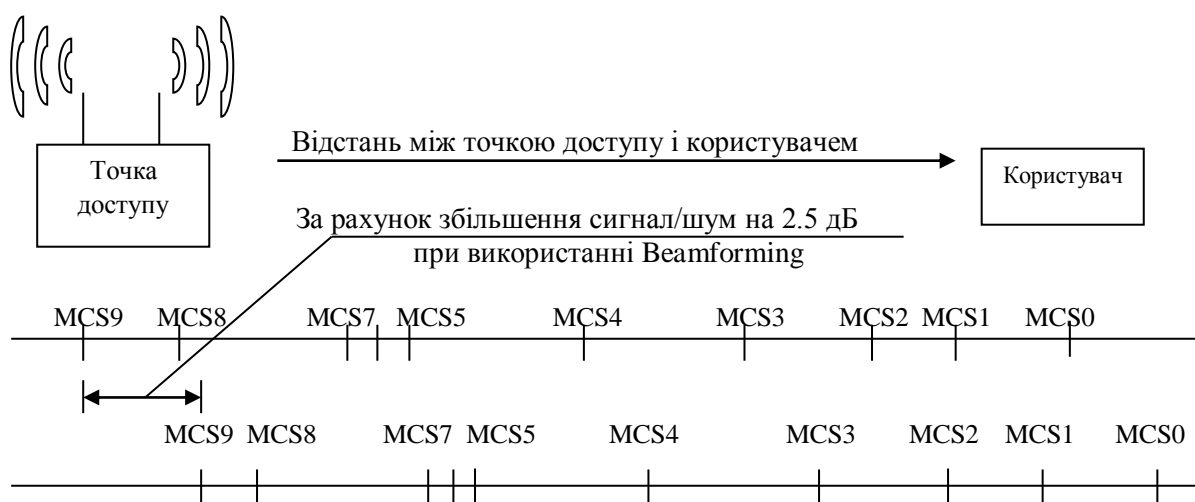 Точка
доступу
Відстань між точкою доступу і користувачем
Користувач
За рахунок збільшення сигнал/шум на 2.5 дБ
при використанні Beamforming
MCS9 MCS8 MCS7 MCS5 MCS4 MCS3 MCS2 MCS1 MCS0
MCS9 MCS8 MCS7 MCS5 MCS4 MCS3 MCS2 MCS1 MCS0